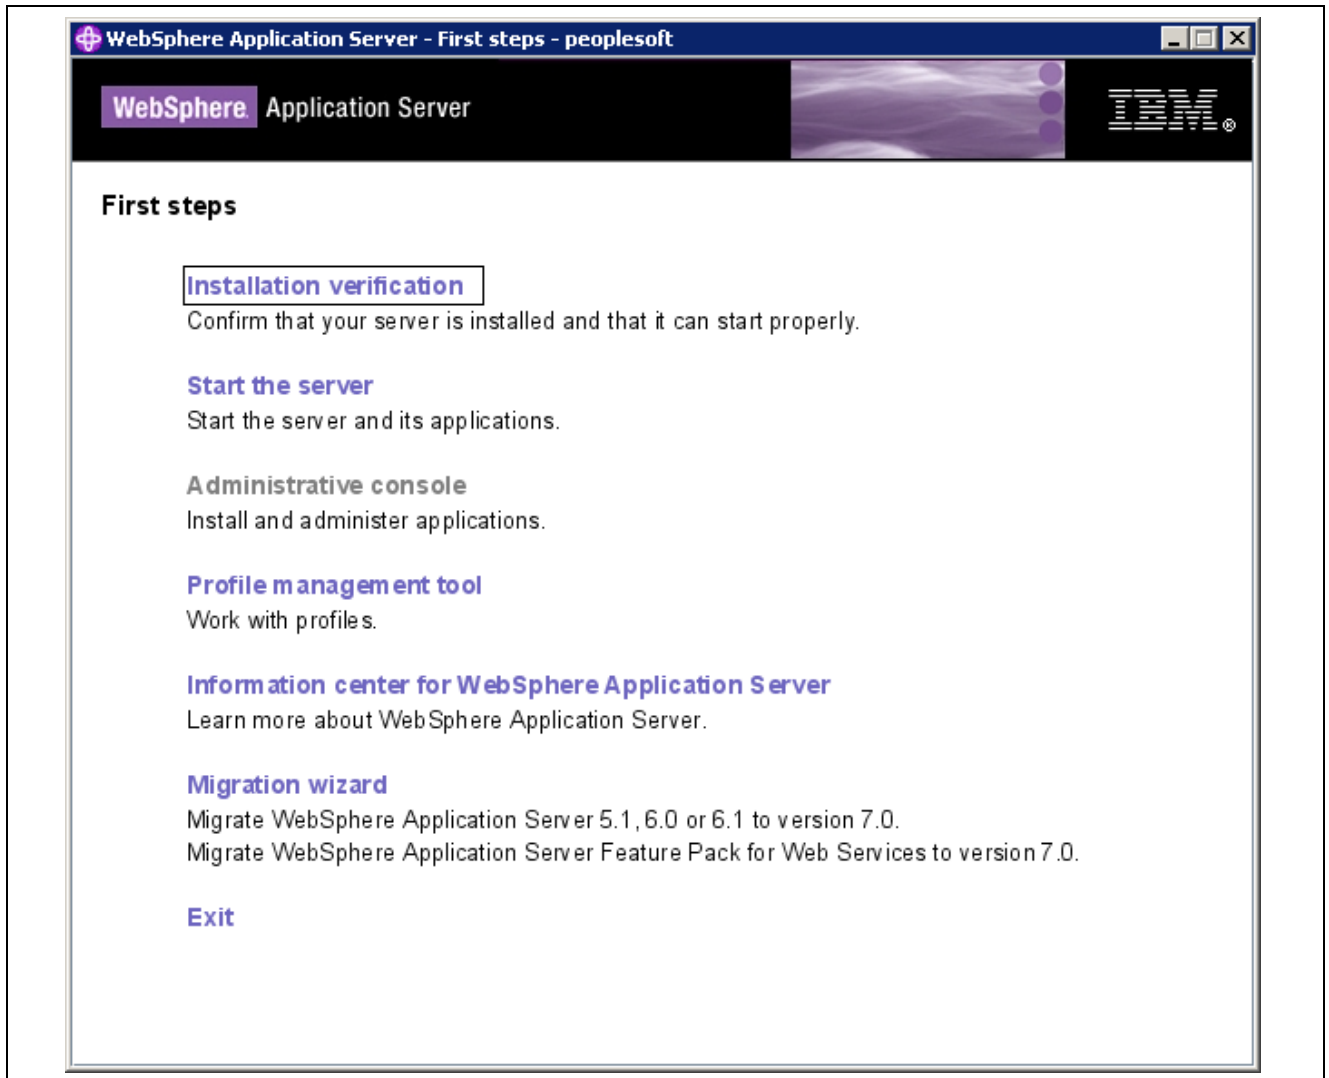 WebSphere Application Server - First steps - peoplesoft
WebSphere. Application Server
IBM®
First steps
Installation verification
Confirm that your server is installed and that it can start properly.
Start the server
Start the server and its applications.
Administrative console
Install and administer applications.
Profile management tool
Work with profiles.
Information center for WebSphere Application Server
Learn more about WebSphere Application Server.
Migration wizard
Migrate WebSphere Application Server 5.1, 6.0 or 6.1 to version 7.0.
Migrate WebSphere Application Server Feature Pack for Web Services to version 7.0.
Exit